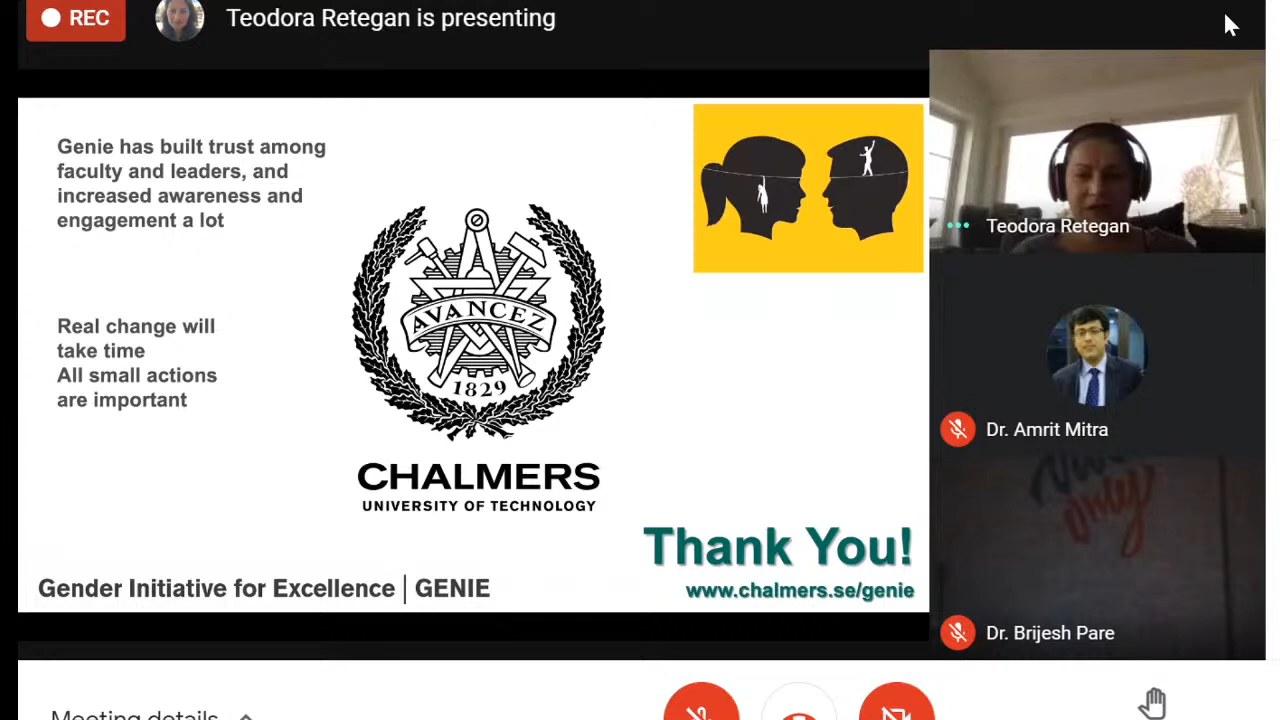 REC
Teodora Retegan is presenting
Genie has built trust among
faculty and leaders, and
increased awareness and
engagement a lot
Real change will
take time
All small actions
are important
AVANCEZ
1829
CHALMERS
UNIVERSITY OF TECHNOLOGY
Thank You!
www.chalmers.se/genie
Gender Initiative for Excellence | GENIE
Teodora Retegan
Dr. Amrit Mitra
only
Dr. Brijesh Pare
Meeting details